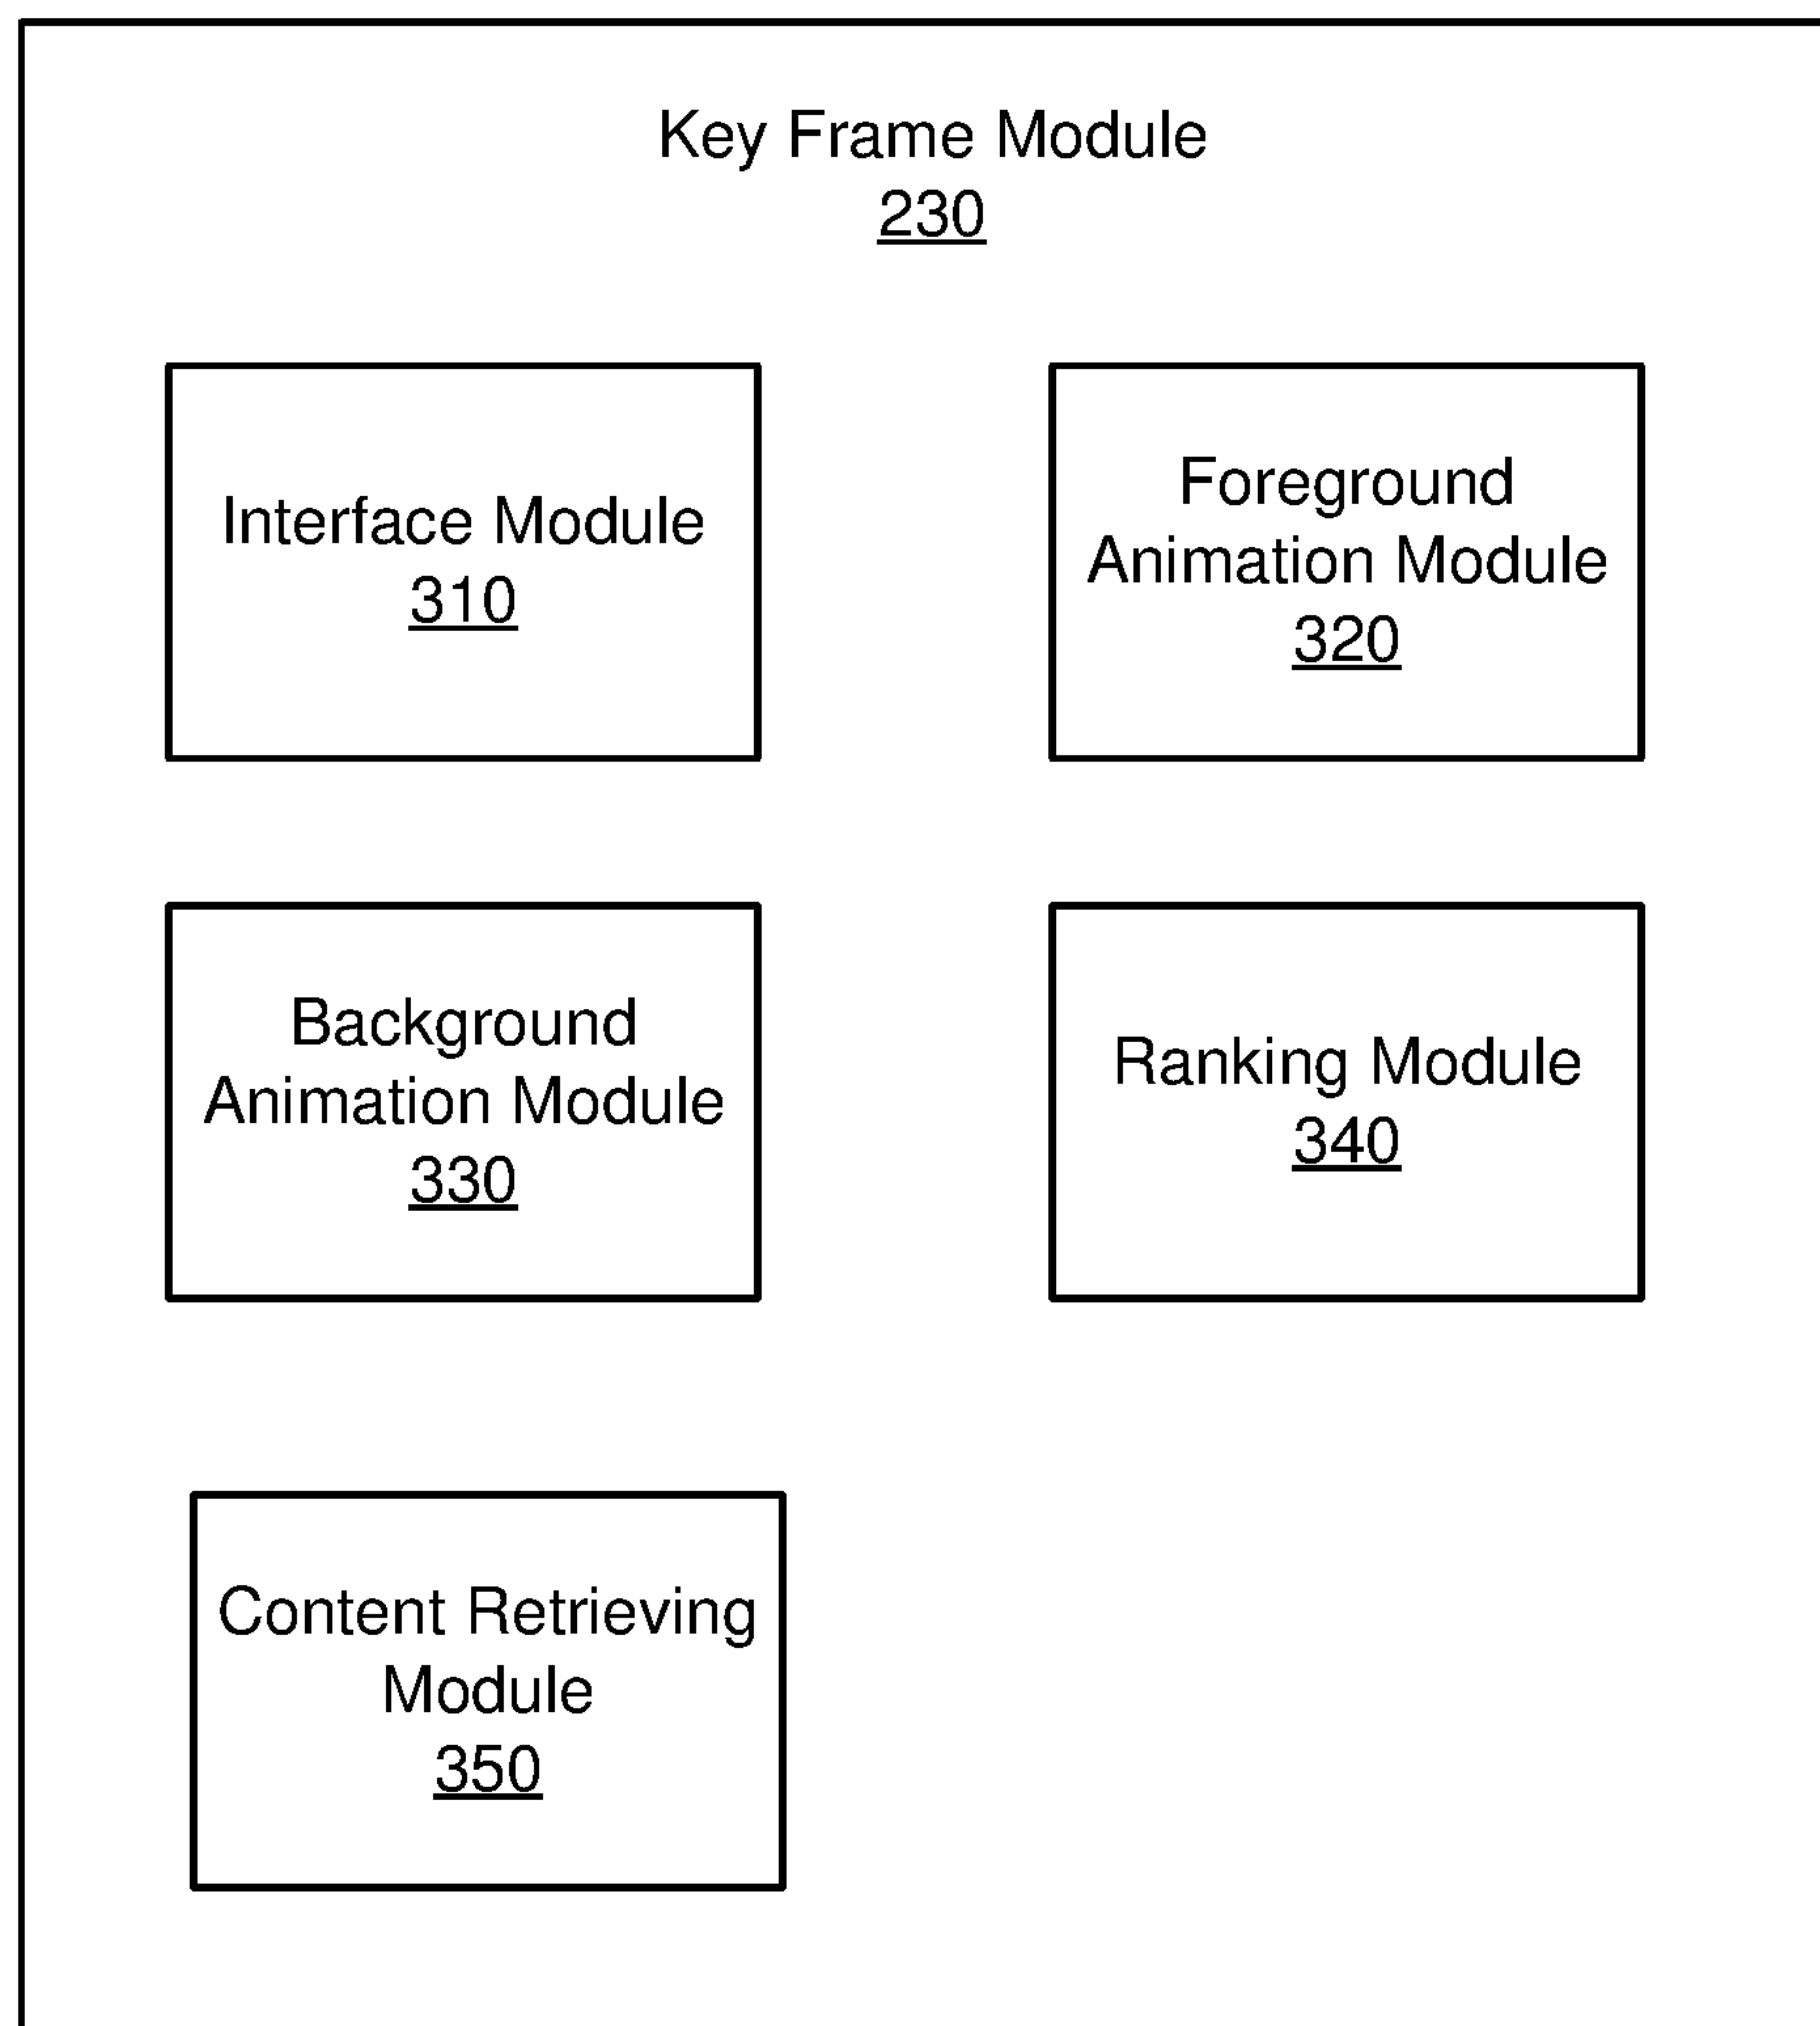 Key Frame Module
230
Interface Module
310
Foreground
Animation Module
320
Background
Animation Module
330
Ranking Module
340
Content Retrieving
Module
350